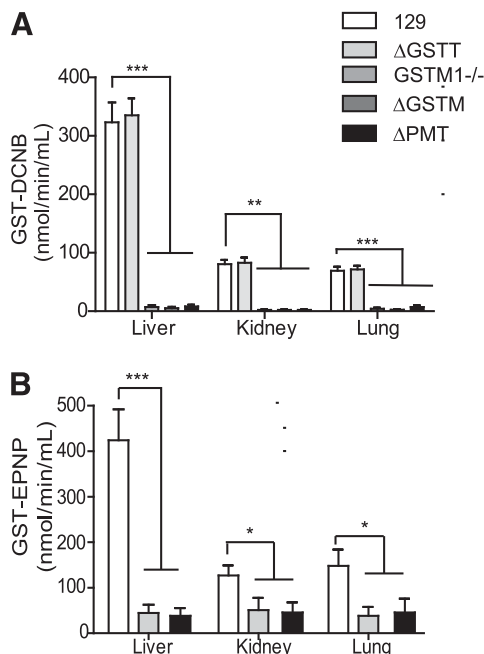 A
129
ΔGSTT
GSTM1-/-
ΔGSTM
ΔPMT
GST-DCNB
(nmol/min/mL)
400
300
200
100
0
***
**
***
Liver
Kidney
Lung
B
GST-EPNP
(nmol/min/mL)
500
400
300
200
100
0
***
*
*
Liver
Kidney
Lung